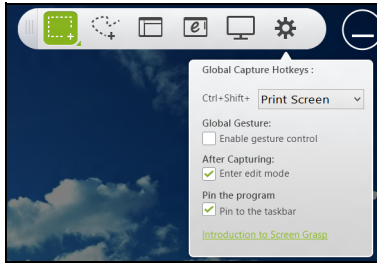 Global Capture Hotkeys :
Ctrl+Shift+ Print Screen
Global Gesture:
Enable gesture control
After Capturing:
Enter edit mode
Pin the program
Pin to the taskbar
Introduction to Screen Grasp